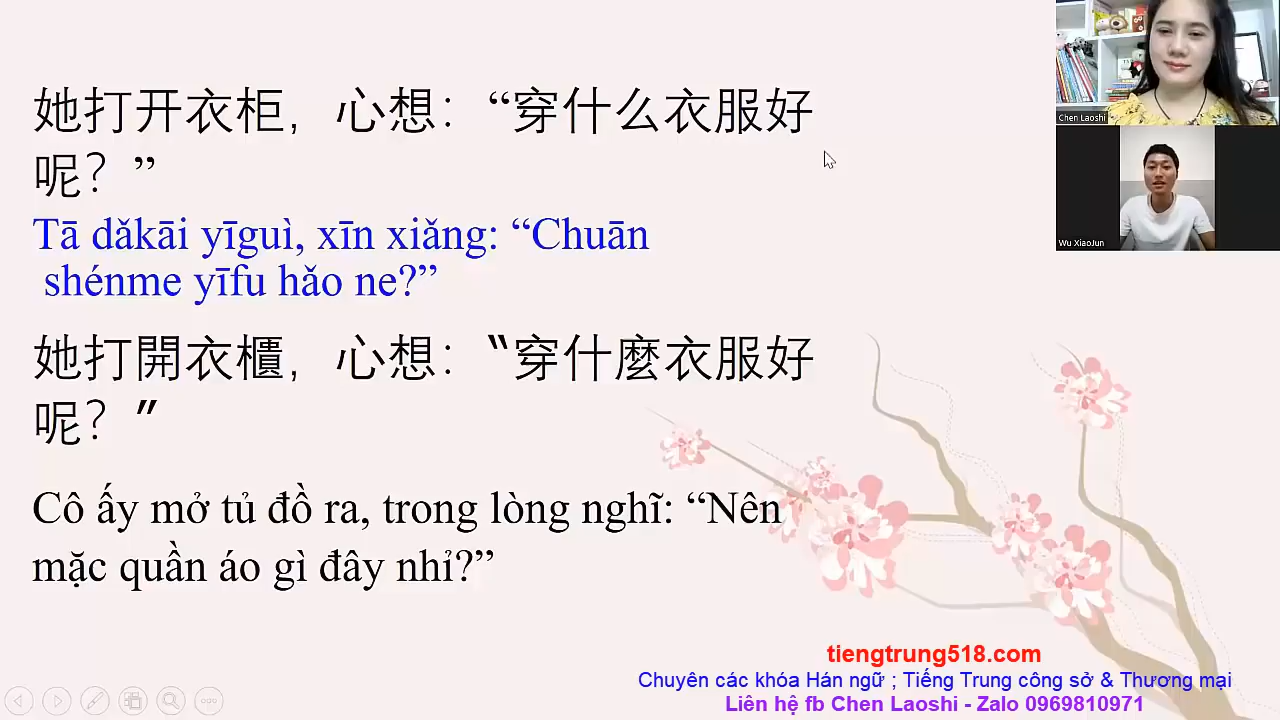 她打开衣柜，心想：“穿什么衣服好
呢？”
Tā dǎkāi yīguì, xīn xiǎng: “Chuān
shénme yīfu hǎo ne?”
她打開衣櫃，心想：〝穿什麼衣服好
呢？〞
Cô ấy mở tủ đồ ra, trong lòng nghĩ: “Nên
mặc quần áo gì đây nhỉ?”
Chen Laoshi
Wu XiaoJun
tiengtrung518.com
Chuyên các khóa Hán ngữ ; Tiếng Trung công sở & Thương mại
Liên hệ fb Chen Laoshi - Zalo 0969810971